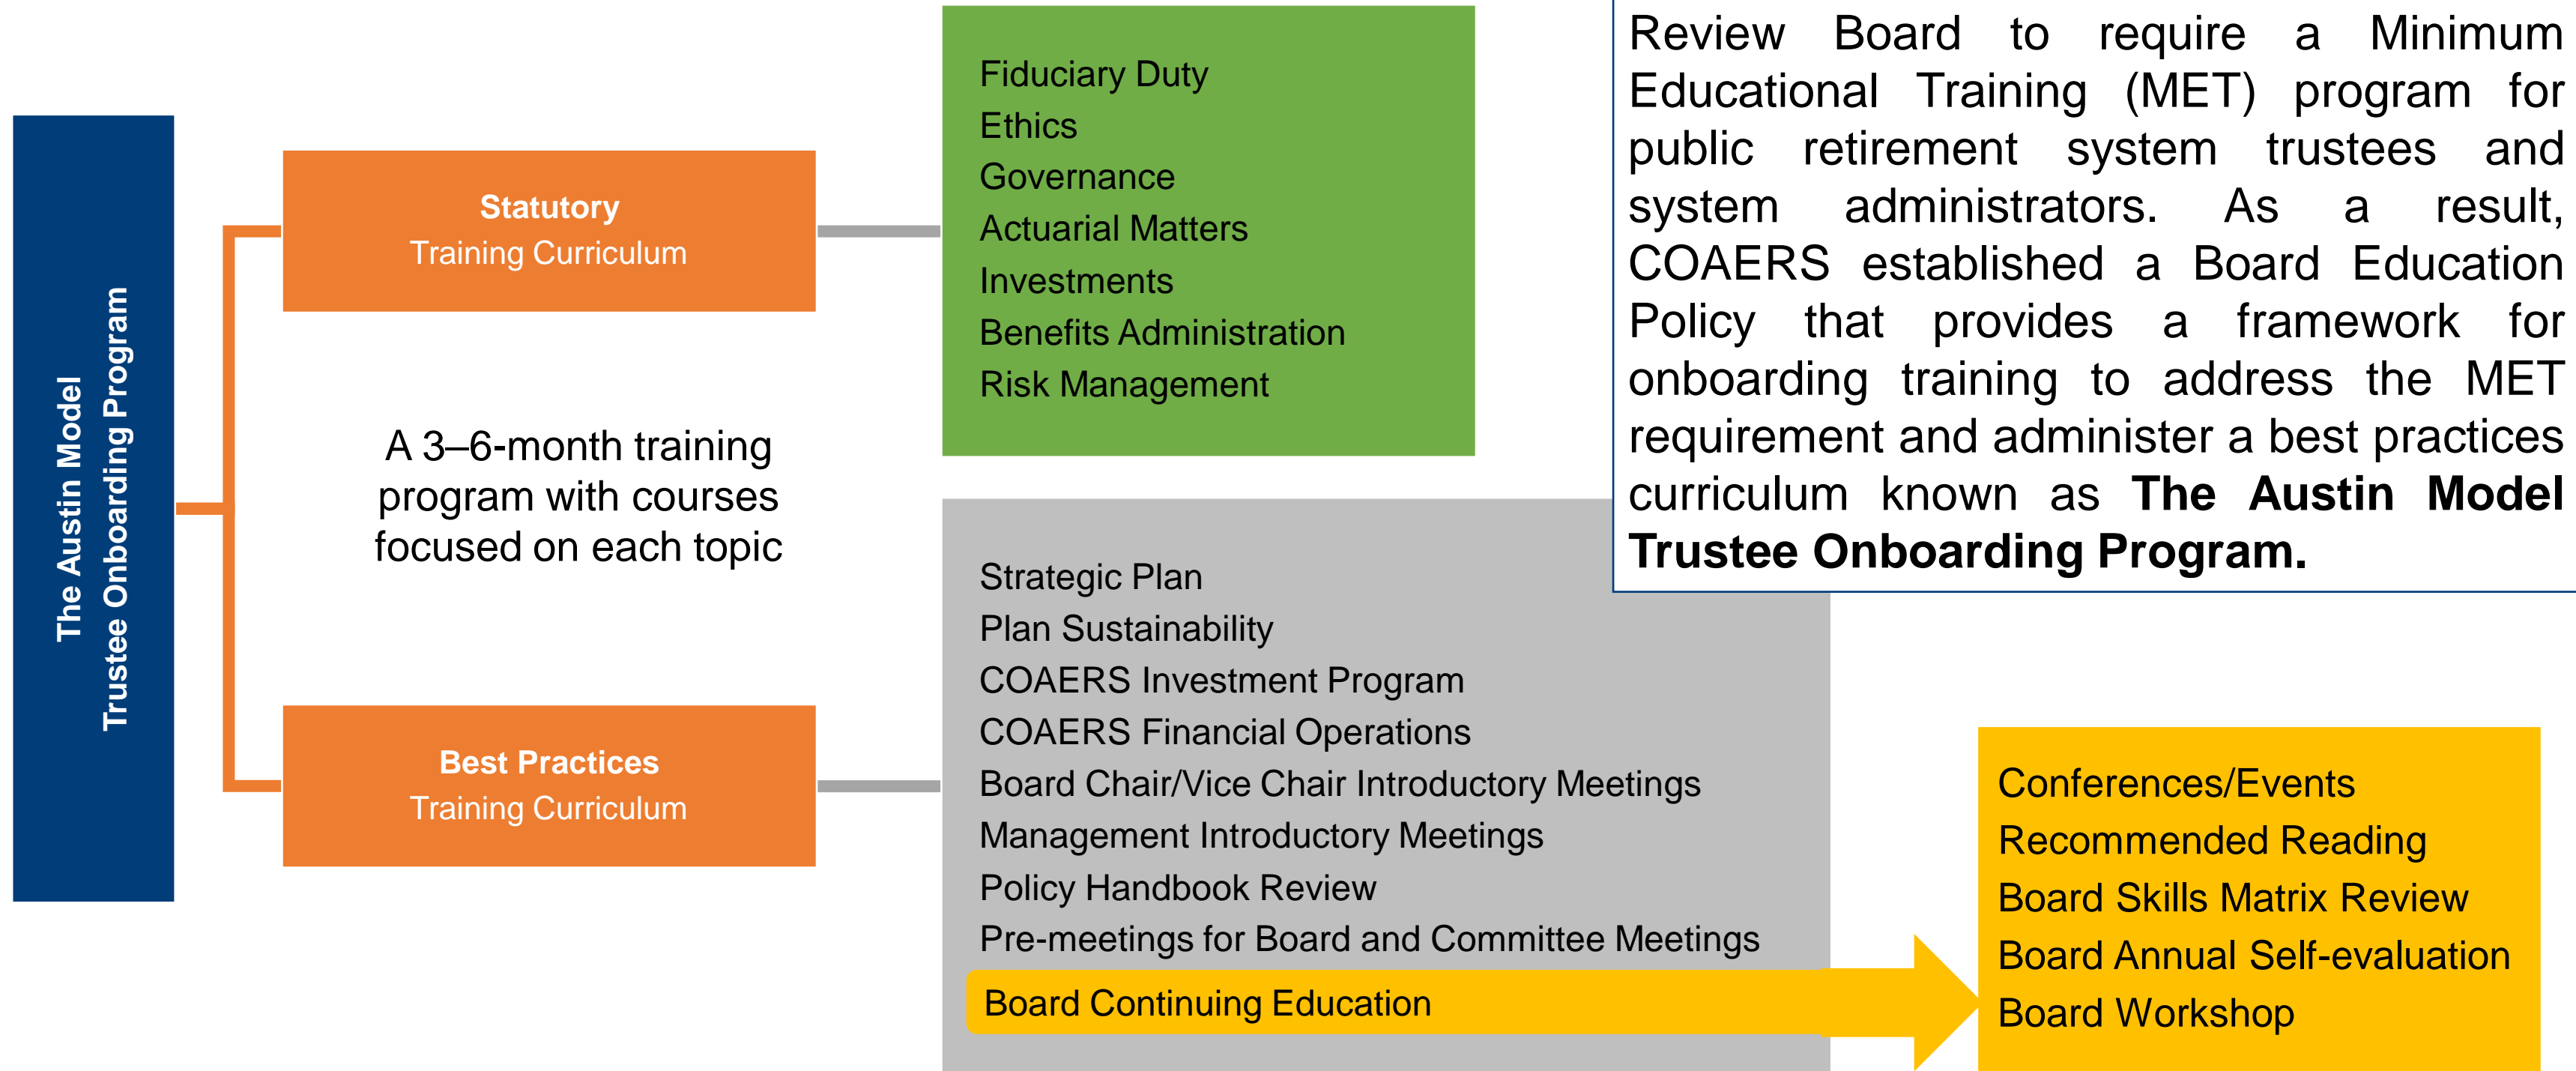 The Austin Model
Trustee Onboarding Program
Statutory
Training Curriculum
A 3–6-month training
program with courses
focused on each topic
Best Practices
Training Curriculum
Fiduciary Duty
Ethics
Governance
Actuarial Matters
Investments
Benefits Administration
Risk Management
Strategic Plan
Plan Sustainability
COAERS Investment Program
COAERS Financial Operations
Board Chair/Vice Chair Introductory Meetings
Management Introductory Meetings
Policy Handbook Review
Pre-meetings for Board and Committee Meetings
Board Continuing Education
Review Board to require a Minimum
Educational Training (MET) program for
public retirement system trustees and
system administrators. As a result,
COAERS established a Board Education
Policy that provides a framework for
onboarding training to address the MET
requirement and administer a best practices
curriculum known as The Austin Model
Trustee Onboarding Program.
Conferences/Events
Recommended Reading
Board Skills Matrix Review
Board Annual Self-evaluation
Board Workshop